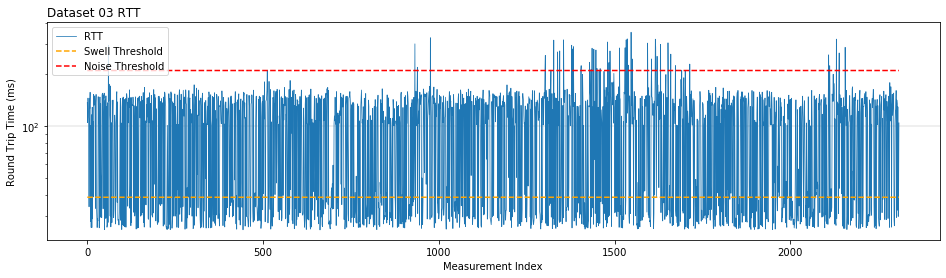 Dataset 03 RTT
RTT
Swell Threshold
Noise Threshold
Round Trip Time (ms)
10²
0
500
1000
1500
2000
Measurement Index